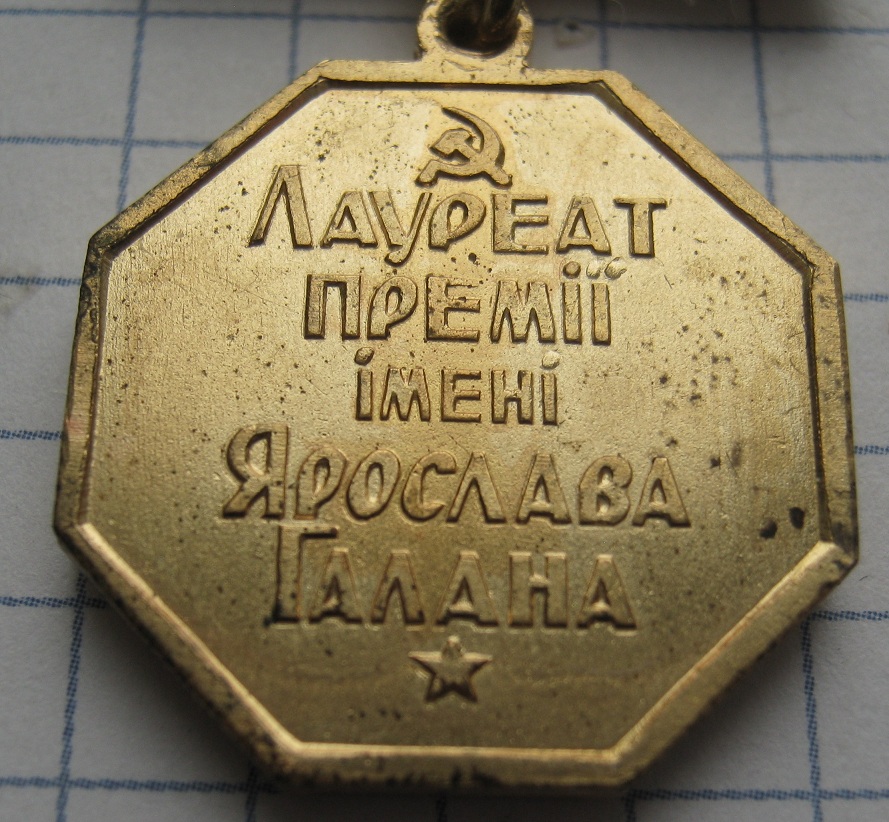 Лауреат
премії
імені
Ярослава
Галана